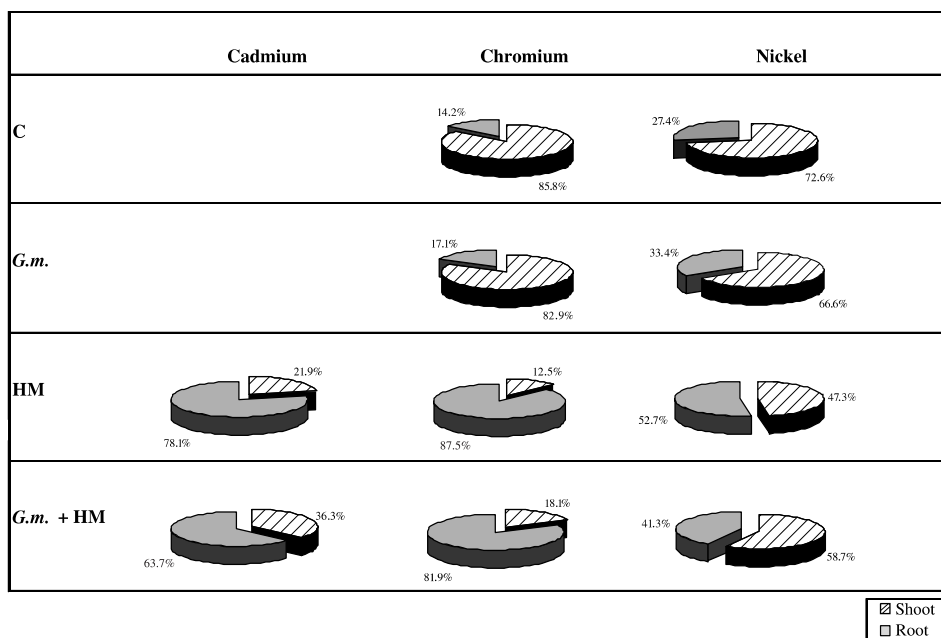 Cadmium Chromium Nickel
C
14.2%
85.8%
27.4%
72.6%
G.m.
17.1%
82.9%
33.4%
66.6%
HM
21.9%
78.1%
12.5%
87.5%
47.3%
52.7%
G.m. + HM
36.3%
63.7%
18.1%
81.9%
41.3%
58.7%
Shoot
Root